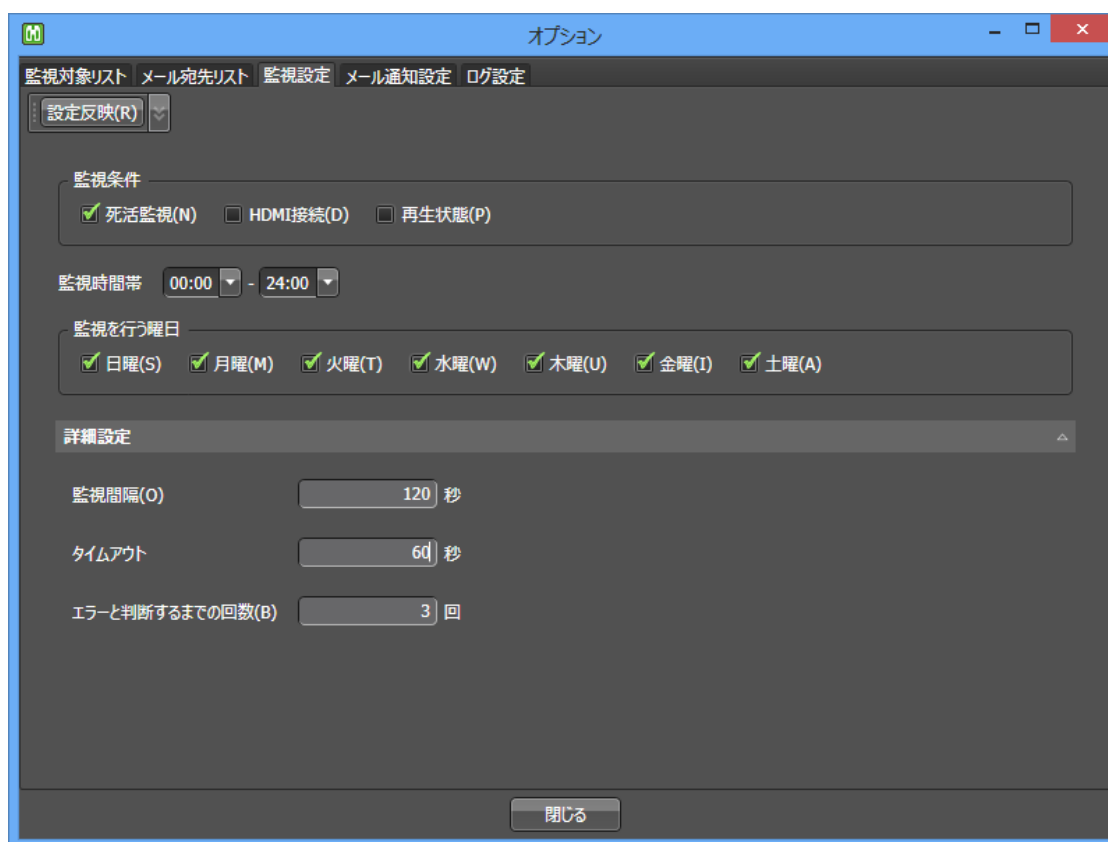 オプション
監視対象リスト メール宛先リスト 監視設定 メール通知設定 ログ設定
設定反映(R)
監視条件
死活監視(N) HDMI接続(D) 再生状態(P)
監視時間帯 00:00 - 24:00
監視を行う曜日
日曜(S) 月曜(M) 火曜(T) 水曜(W) 木曜(U) 金曜(I) 土曜(A)
詳細設定
監視間隔(O) 120 秒
タイムアウト 60 秒
エラーと判断するまでの回数(B) 3 回
閉じる